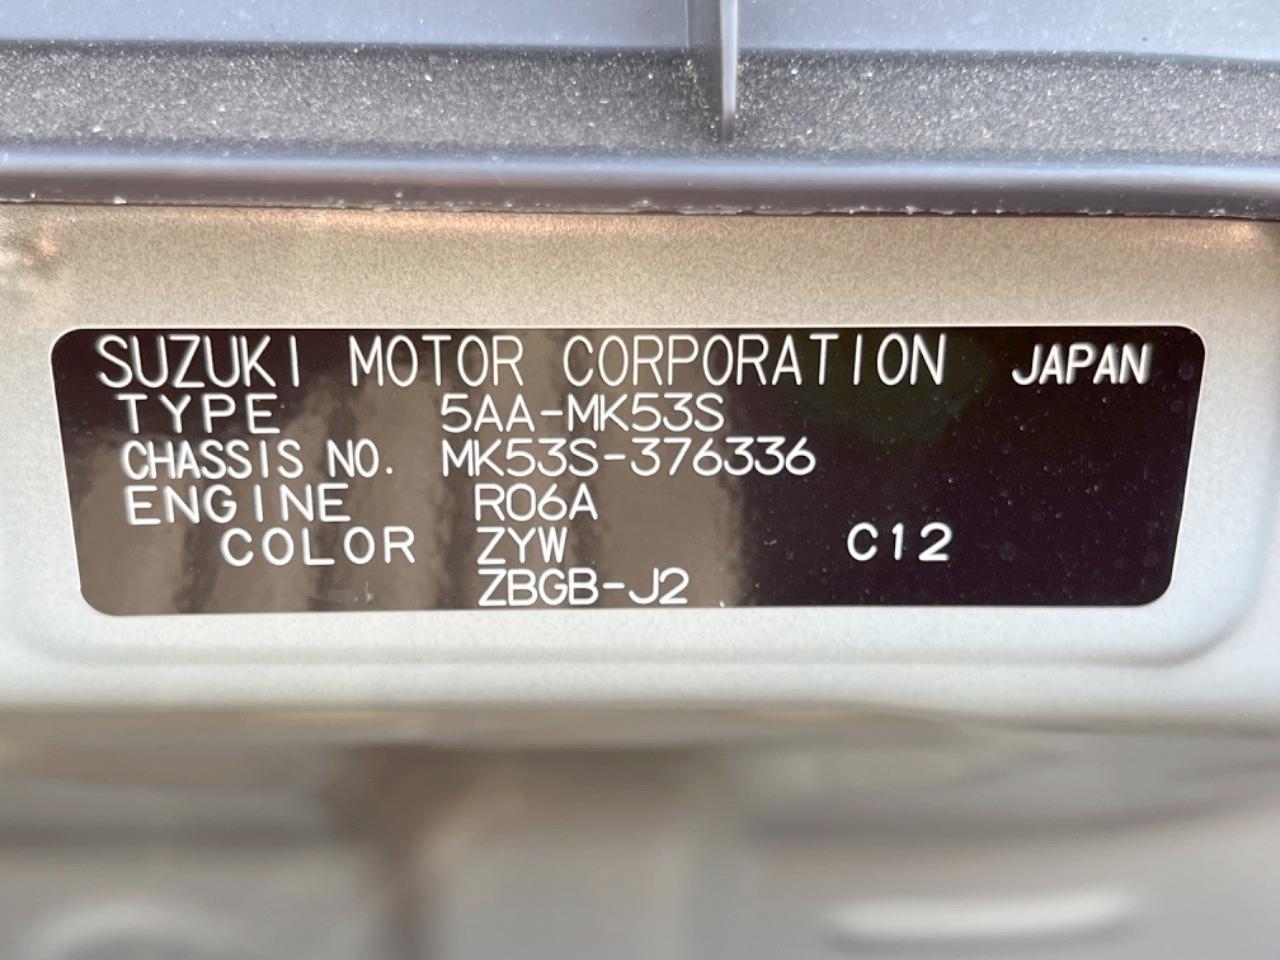 SUZUKI MOTOR CORPORATION JAPAN
TYPE 5AA-MK53S
CHASSIS NO. MK53S-376336
ENGINE R06A
COLOR ZYW C12
ZBGB-J2